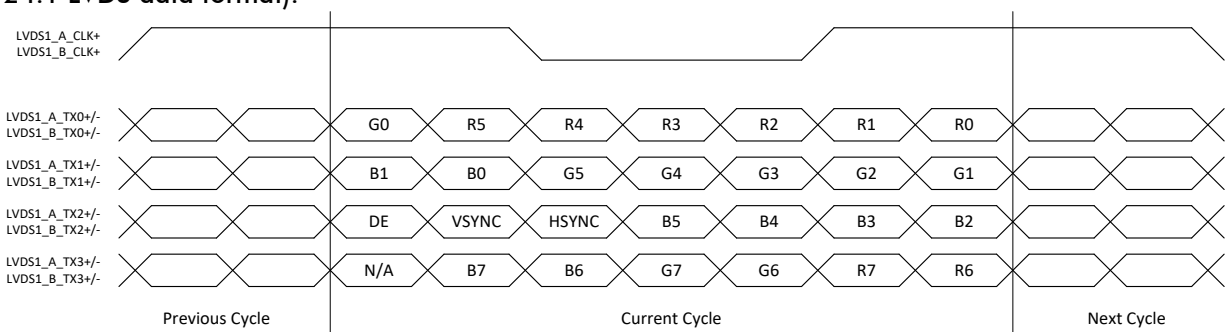 24.1 LVDS data format).
LVDS1_A_CLK+
LVDS1_B_CLK+
LVDS1_A_TX0+/-
LVDS1_B_TX0+/-
G0 R5 R4 R3 R2 R1 R0
LVDS1_A_TX1+/-
LVDS1_B_TX1+/-
B1 B0 G5 G4 G3 G2 G1
LVDS1_A_TX2+/-
LVDS1_B_TX2+/-
DE VSYNC HSYNC B5 B4 B3 B2
LVDS1_A_TX3+/-
LVDS1_B_TX3+/-
N/A B7 B6 G7 G6 R7 R6
Previous Cycle Current Cycle Next Cycle